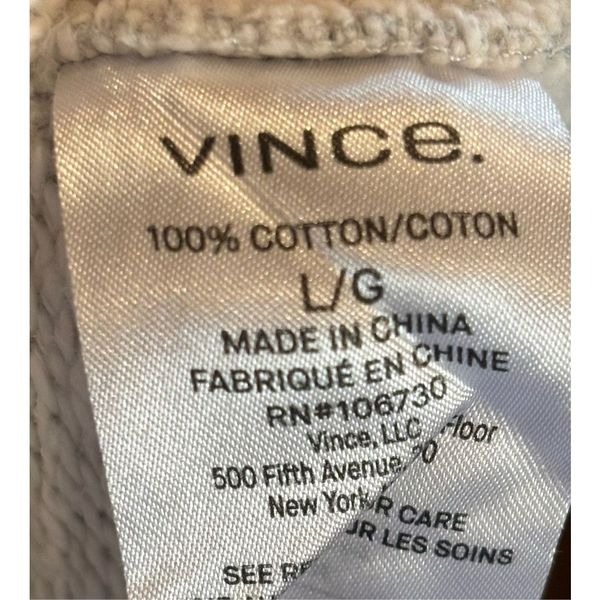 VINCE.
100% COTTON/COTON
L/G
MADE IN CHINA
FABRIQUÉ EN CHINE
RN#106730
Vince, LLC
500 Fifth Avenue, Floor
New York
CARE
LES SOINS
SEE